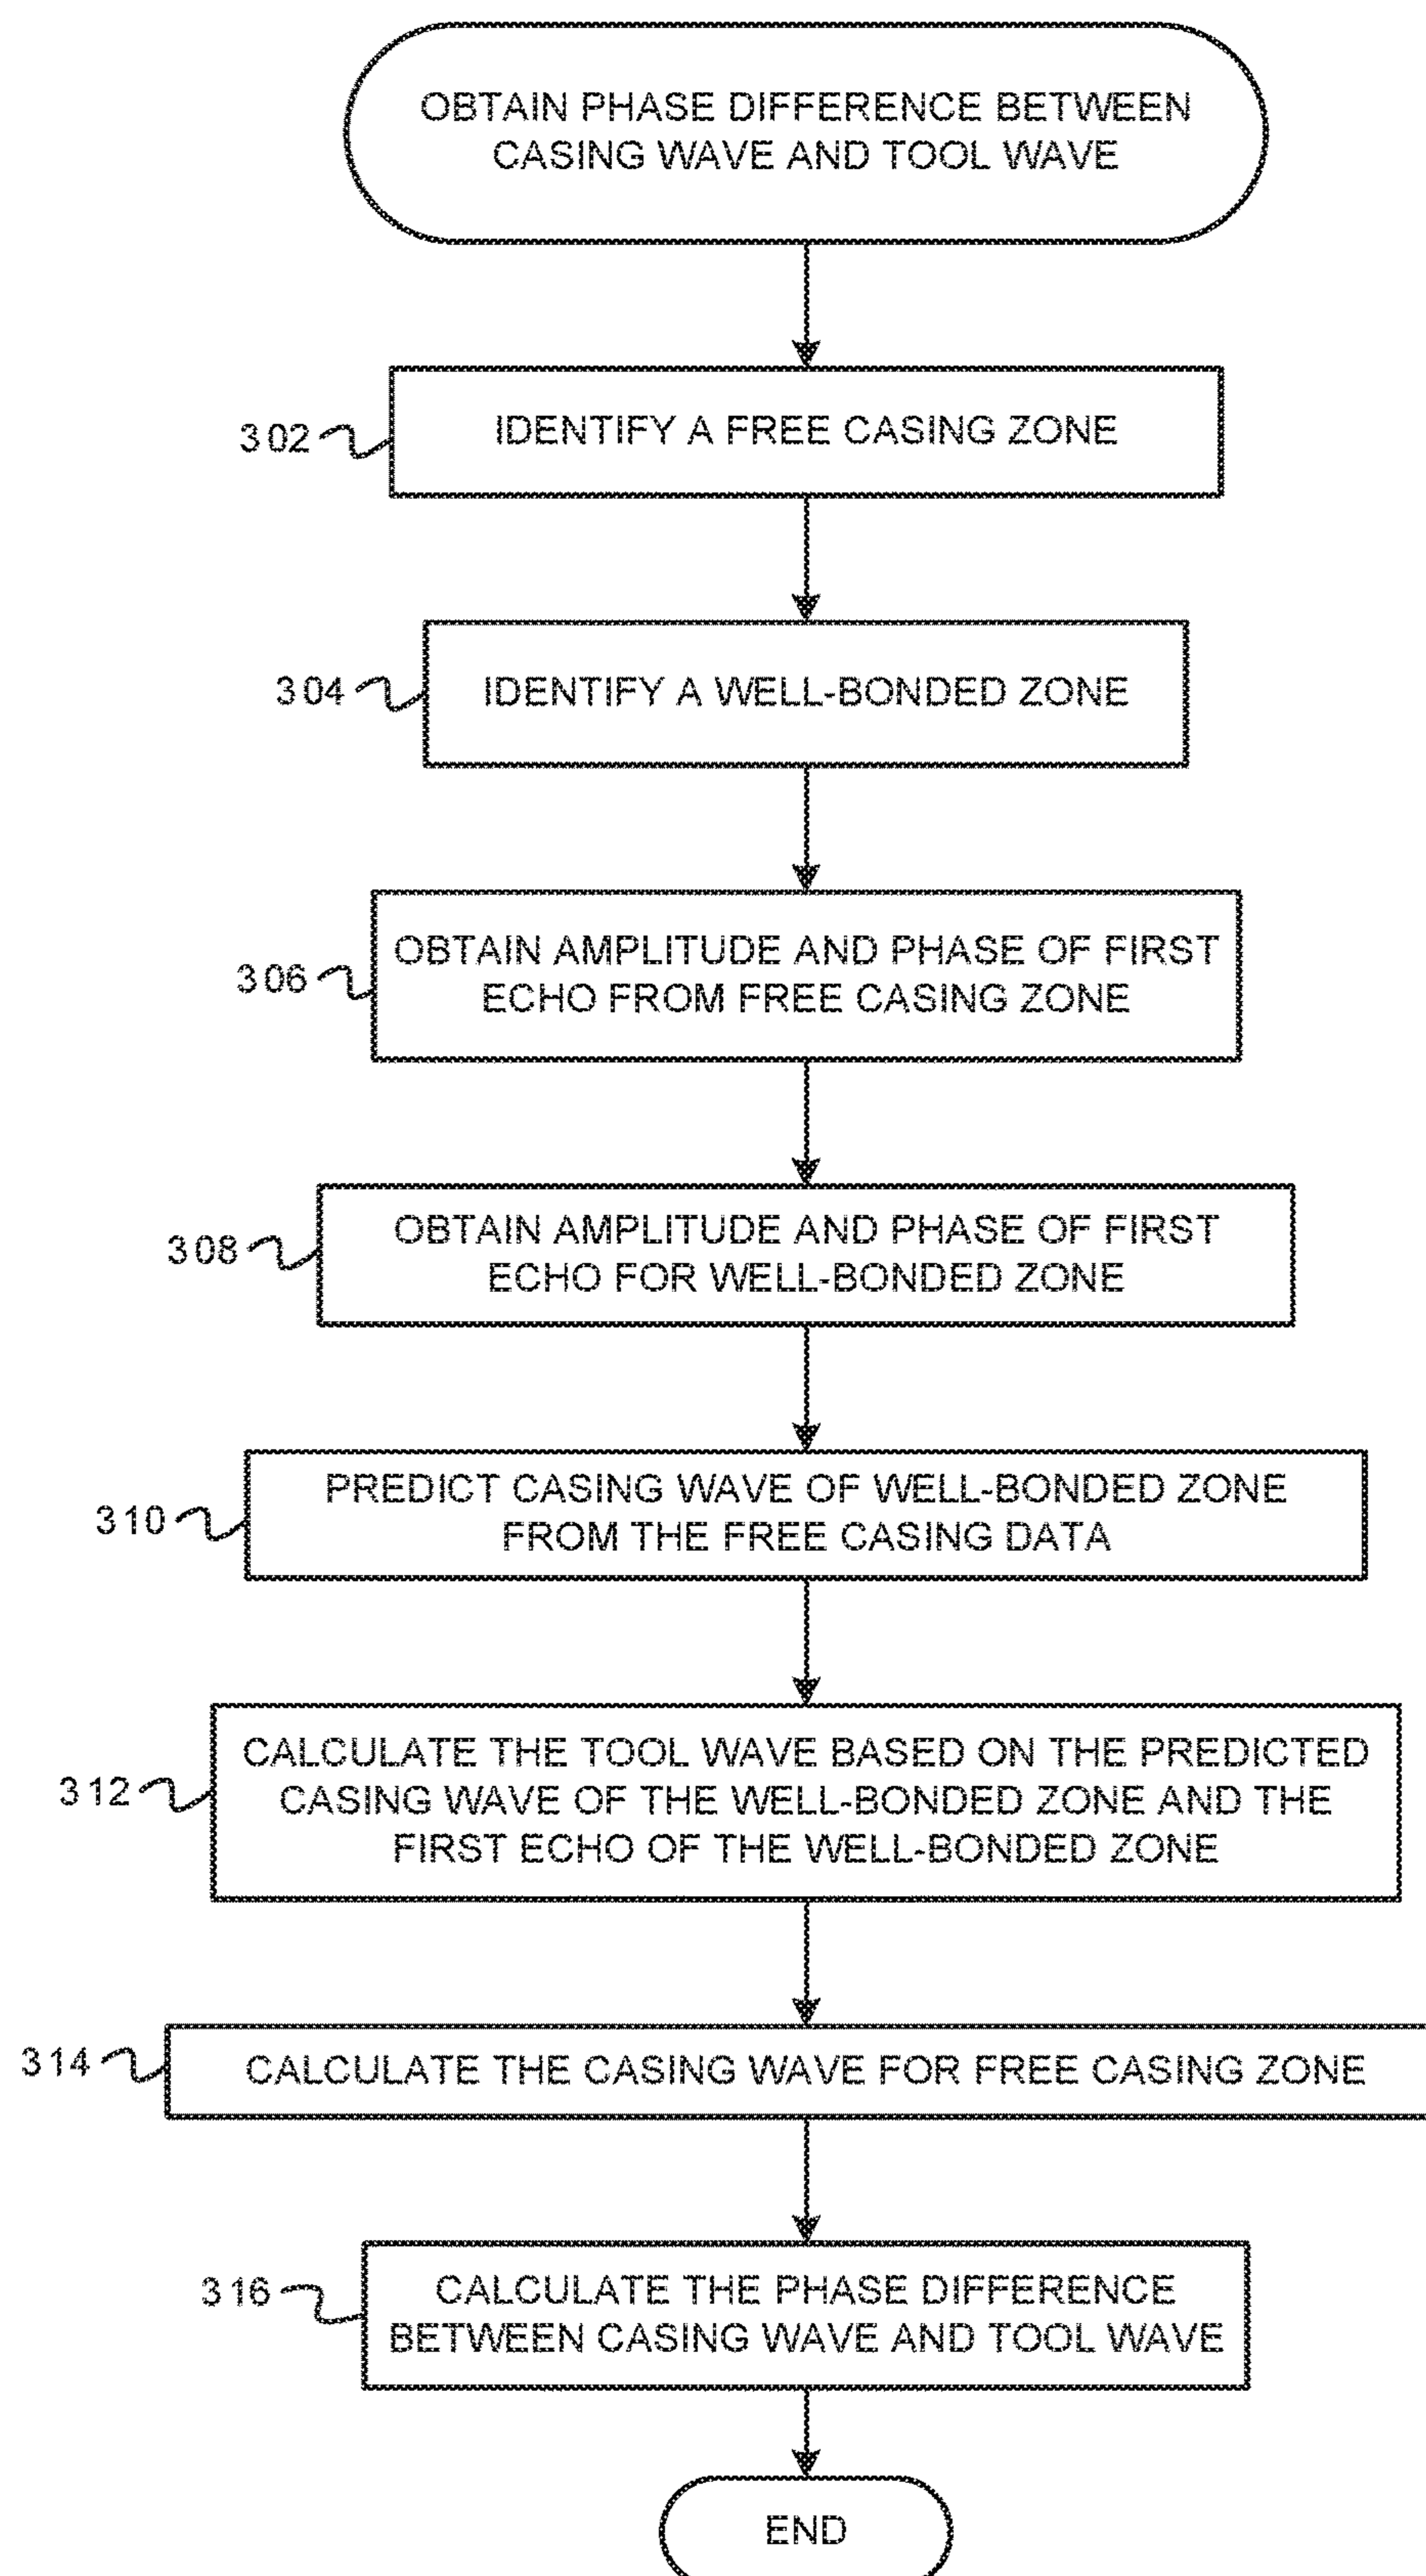 OBTAIN PHASE DIFFERENCE BETWEEN
CASING WAVE AND TOOL WAVE
302
IDENTIFY A FREE CASING ZONE
304
IDENTIFY A WELL-BONDED ZONE
306
OBTAIN AMPLITUDE AND PHASE OF FIRST
ECHO FROM FREE CASING ZONE
308
OBTAIN AMPLITUDE AND PHASE OF FIRST
ECHO FOR WELL-BONDED ZONE
310
PREDICT CASING WAVE OF WELL-BONDED ZONE
FROM THE FREE CASING DATA
312
CALCULATE THE TOOL WAVE BASED ON THE PREDICTED
CASING WAVE OF THE WELL-BONDED ZONE AND THE
FIRST ECHO OF THE WELL-BONDED ZONE
314
CALCULATE THE CASING WAVE FOR FREE CASING ZONE
316
CALCULATE THE PHASE DIFFERENCE
BETWEEN CASING WAVE AND TOOL WAVE
END